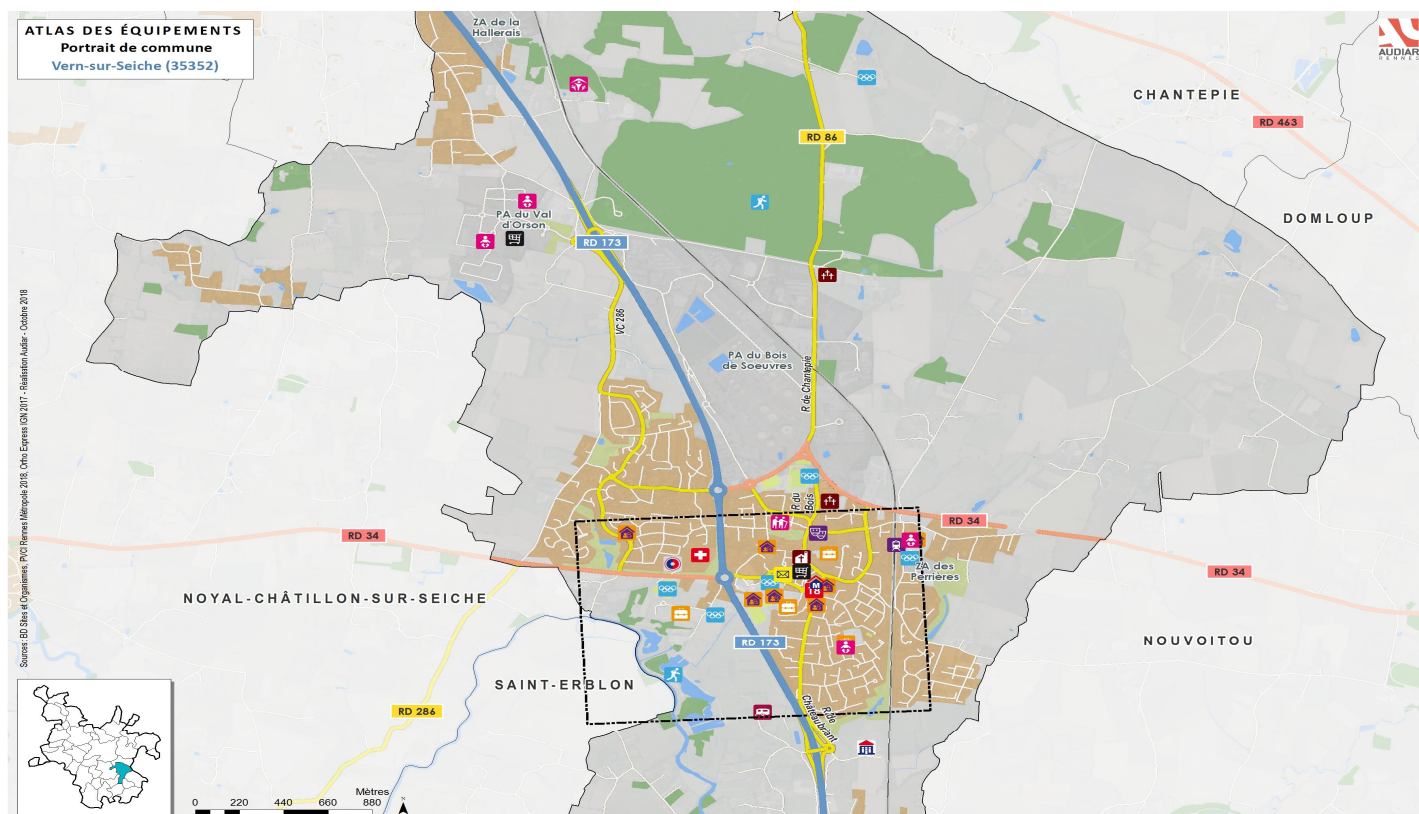 ATLAS DES ÉQUIPEMENTS
Portrait de commune
Vern-sur-Seiche (35352)
ZA de la
Hallerais
AUDIAR
RENNES
CHANTEPIE
RD 463
RD 86
DOMLOUP
PA du Val
d'Orson
RD 173
VC 286
PA du Bois
de Soeuvres
R de Chantepie
R du
Bois
RD 34
RD 34
ZA des
Perrières
RD 34
NOYAL-CHÂTILLON-SUR-SEICHE
M
18
RD 173
NOUVOITOU
SAINT-ERBLON
RD 286
R de
Châteaubriant
Sources: BD Sites et Organismes, PVCI Rennes Métropole 2018, Ortho Express IGN 2017 - Réalisation Audiar - Octobre 2018
Mètres
0 220 440 660 880
N